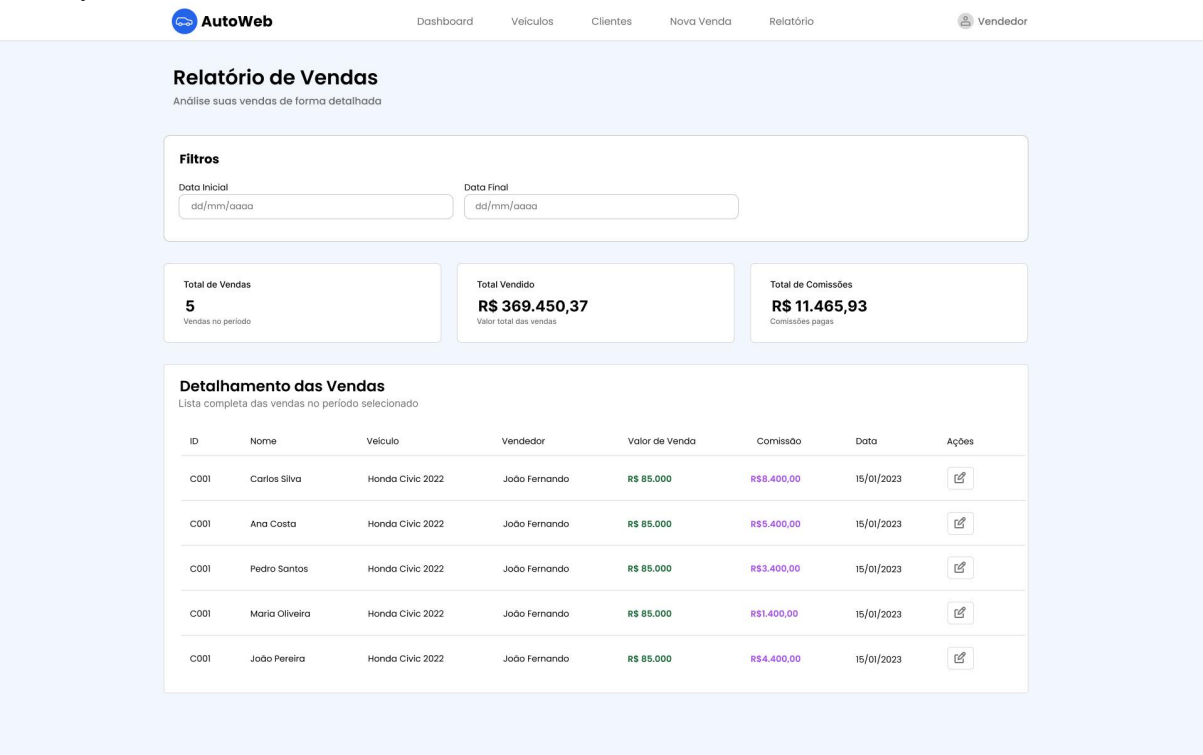 AutoWeb Dashboard Veículos Clientes Nova Venda Relatório Vendedor
Relatório de Vendas
Análise suas vendas de forma detalhada
Filtros
Data Inicial Data Final
dd/mm/aaaa dd/mm/aaaa
Total de Vendas Total Vendido Total de Comissões
5 R$ 369.450,37 R$ 11.465,93
Vendas no período Valor total das vendas Comissões pagas
Detalhamento das Vendas
Lista completa das vendas no período selecionado
ID Nome Veículo Vendedor Valor de Venda Comissão Data Ações
C001 Carlos Silva Honda Civic 2022 João Fernando R$ 85.000 R$8.400,00 15/01/2023
C001 Ana Costa Honda Civic 2022 João Fernando R$ 85.000 R$5.400,00 15/01/2023
C001 Pedro Santos Honda Civic 2022 João Fernando R$ 85.000 R$3.400,00 15/01/2023
C001 Maria Oliveira Honda Civic 2022 João Fernando R$ 85.000 R$1.400,00 15/01/2023
C001 João Pereira Honda Civic 2022 João Fernando R$ 85.000 R$4.400,00 15/01/2023